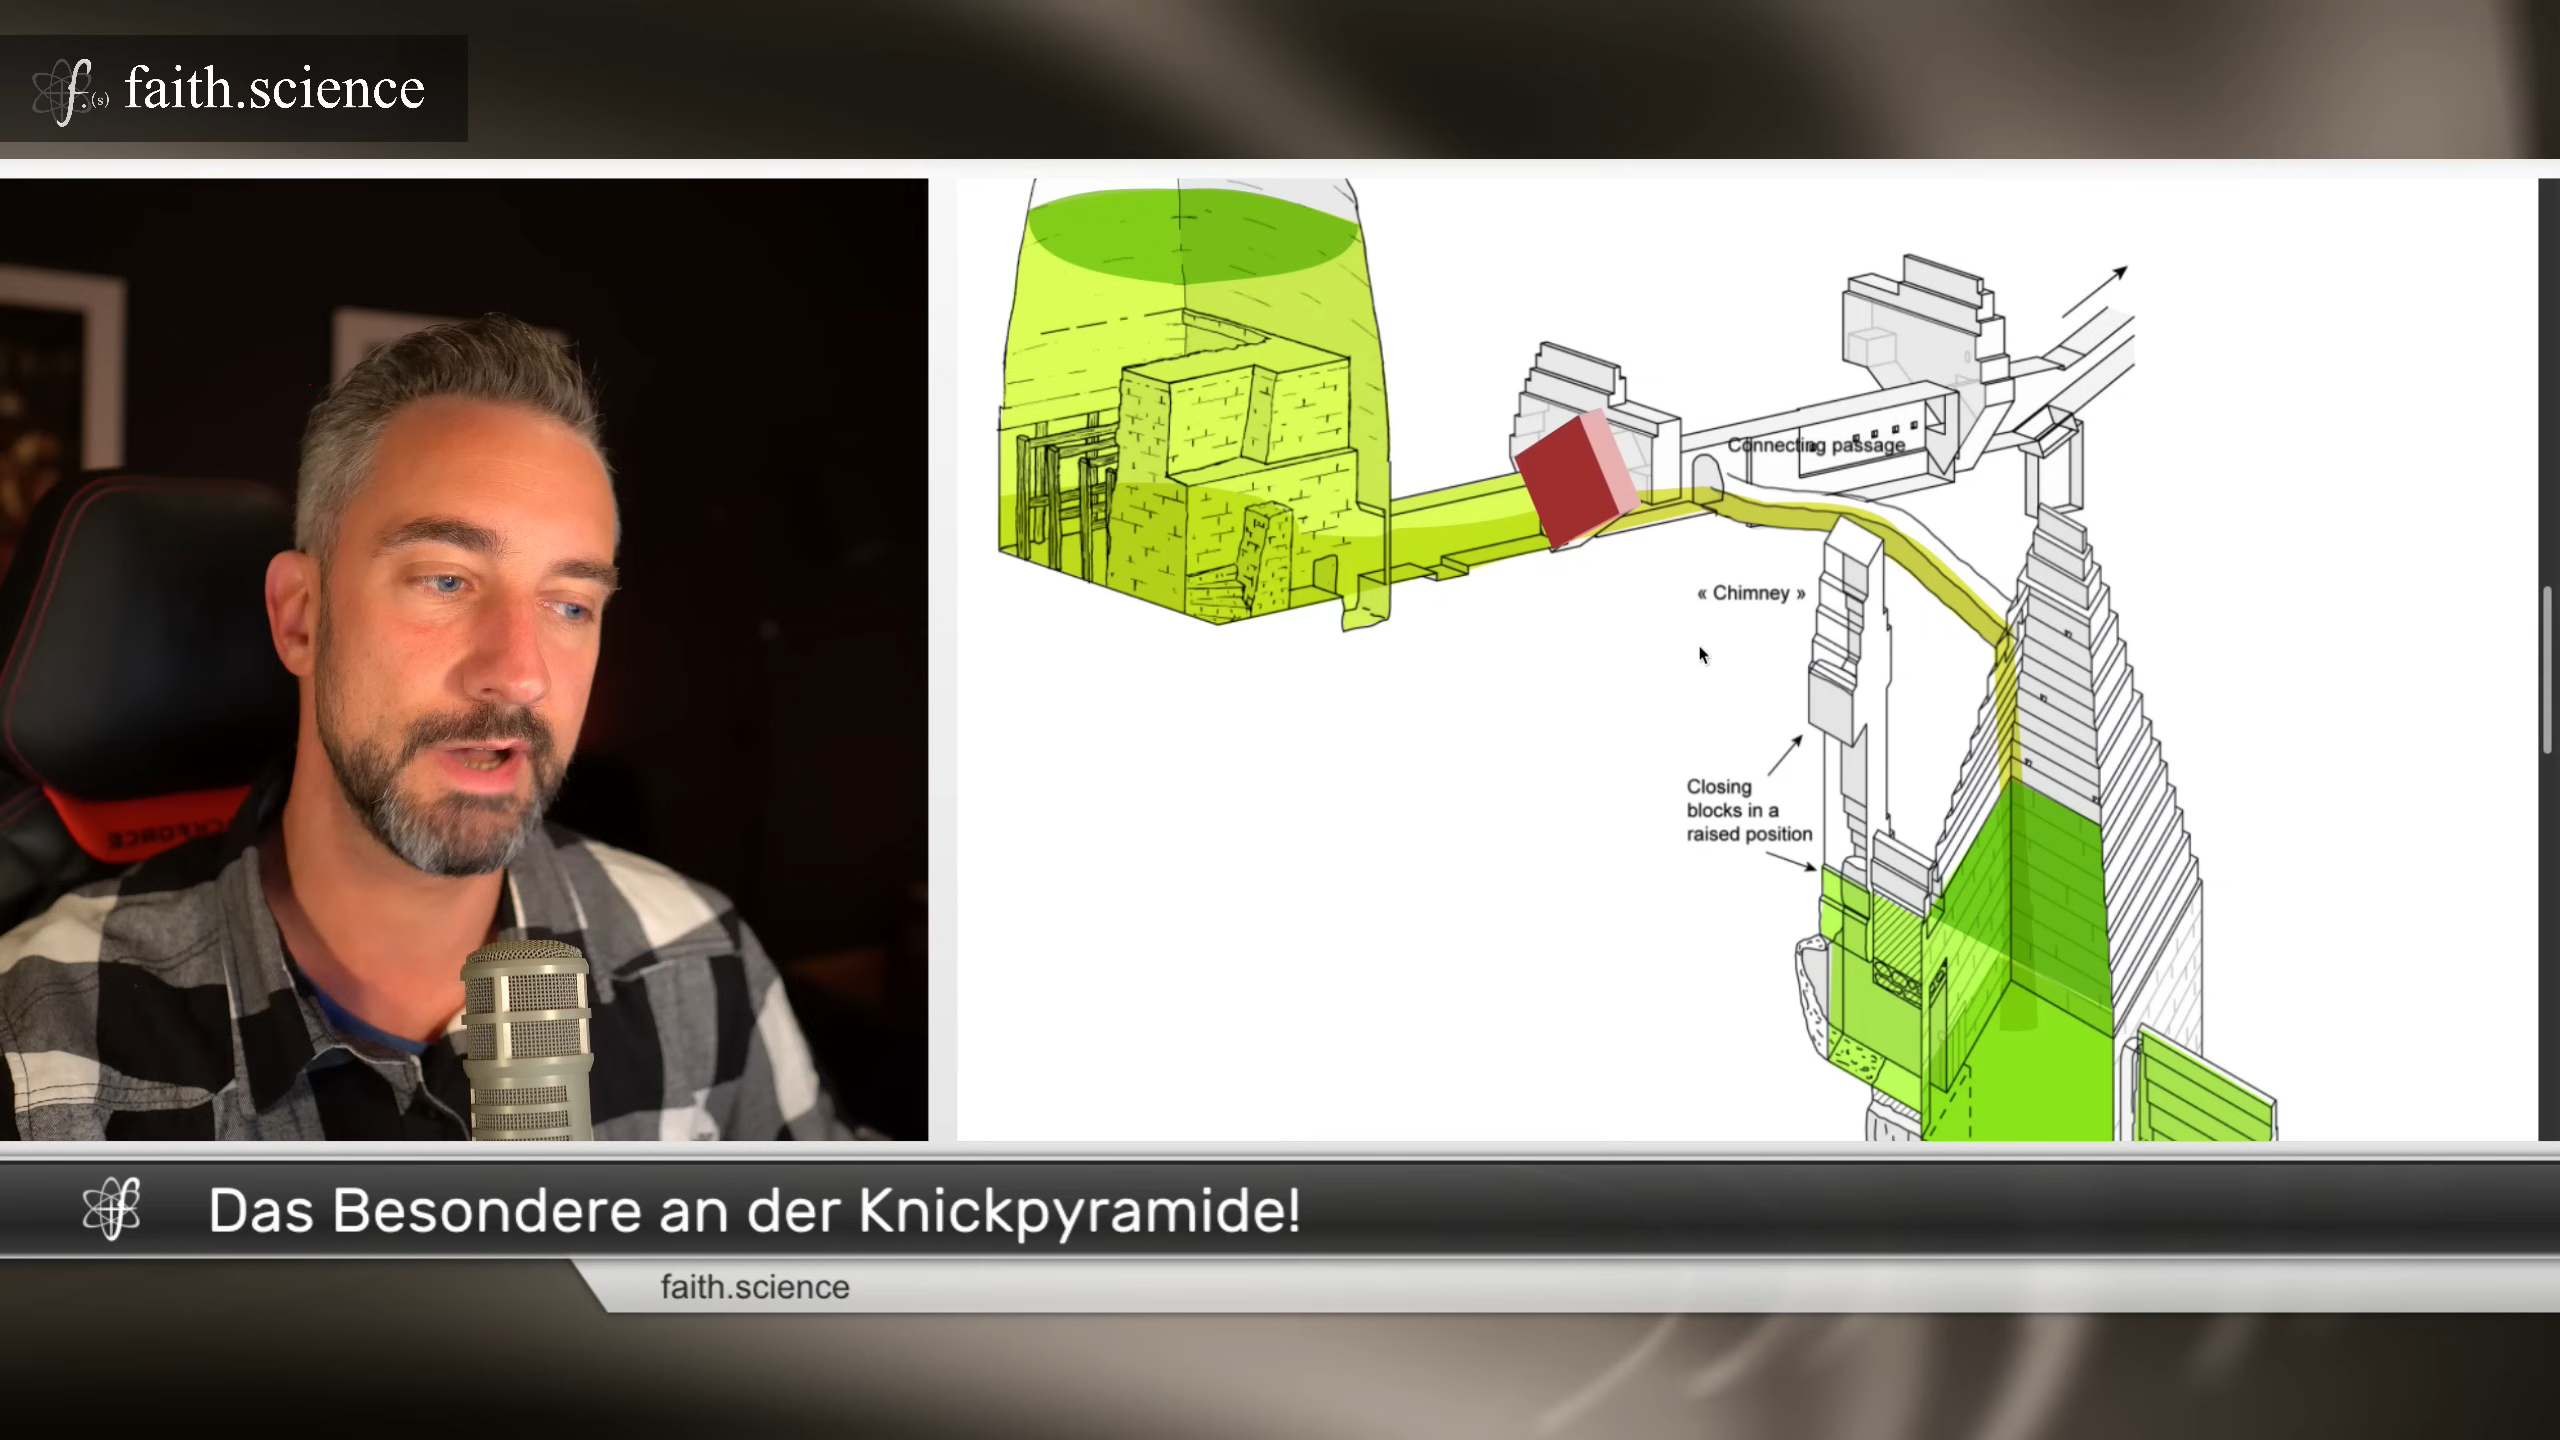 f.(s) faith.science
Connecting passage
« Chimney »
Closing
blocks in a
raised position
Das Besondere an der Knickpyramide!
faith.science